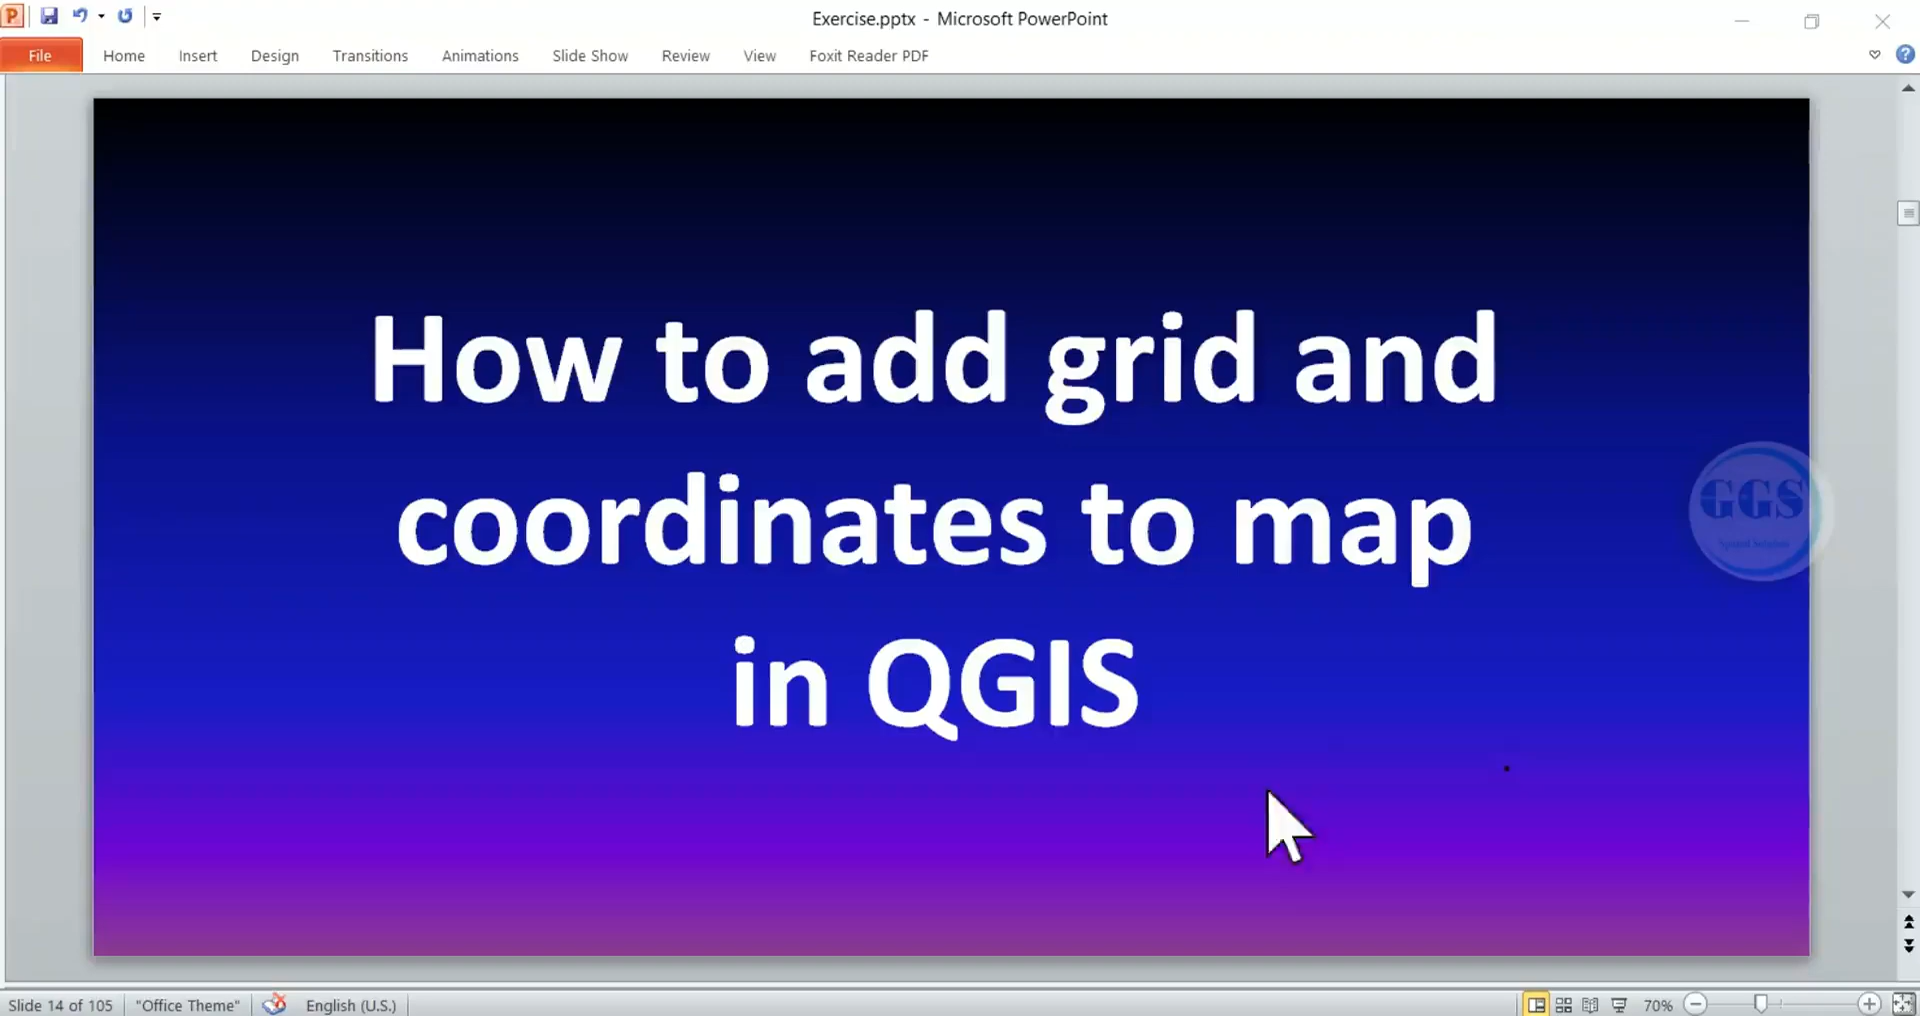 Exercise.pptx - Microsoft PowerPoint
File Home Insert Design Transitions Animations Slide Show Review View Foxit Reader PDF
How to add grid and
coordinates to map
in QGIS
GGS
Slide 14 of 105 "Office Theme" English (U.S.) 70%